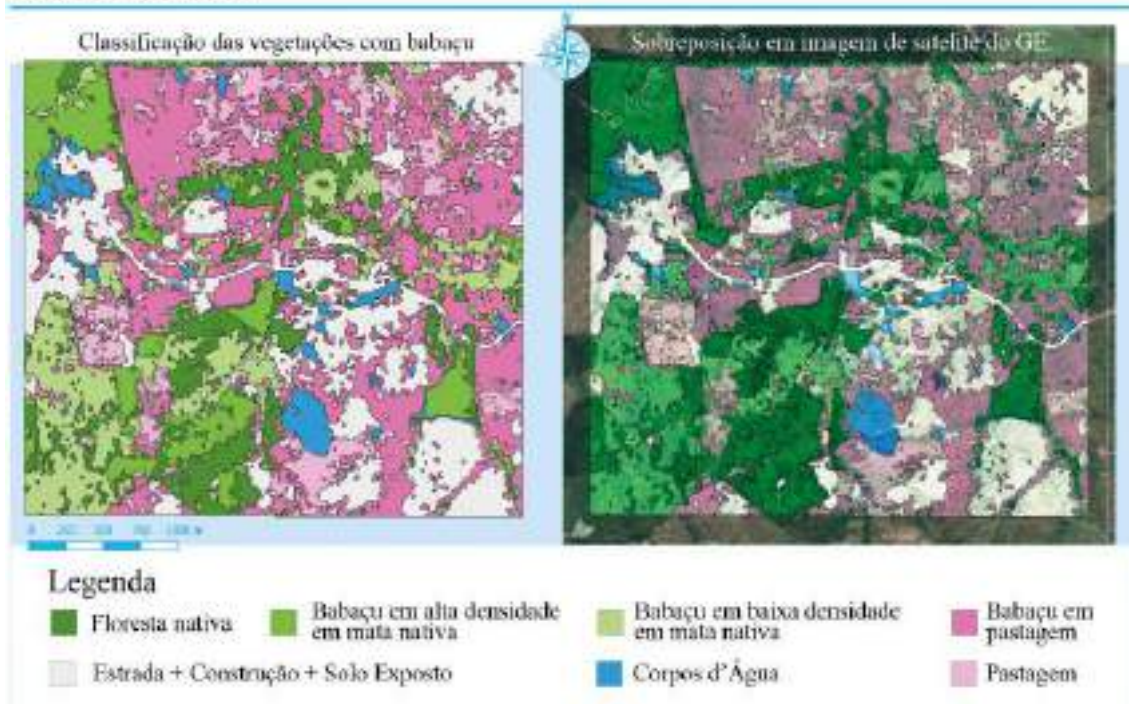 Classificação das vegetações com babaçu
Sobreposição em imagem de satelite do GE
Legenda
Floresta nativa
Babaçu em alta densidade
em mata nativa
Babaçu em baixa densidade
em mata nativa
Babaçu em
pastagem
Estrada + Construção + Solo Exposto
Corpos d'Água
Pastagem